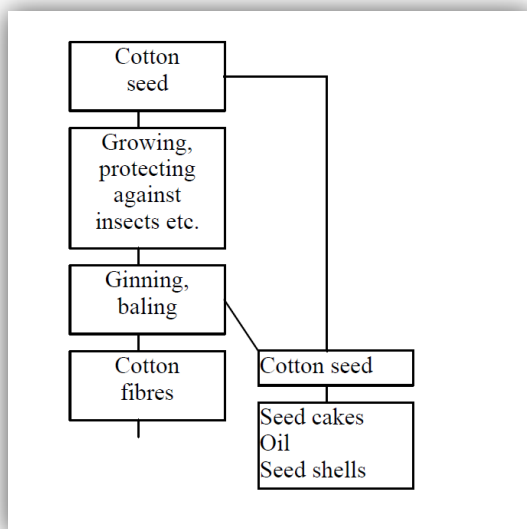 Cotton
seed
Growing,
protecting
against
insects etc.
Ginning,
baling
Cotton
fibres
Cotton seed
Seed cakes
Oil
Seed shells